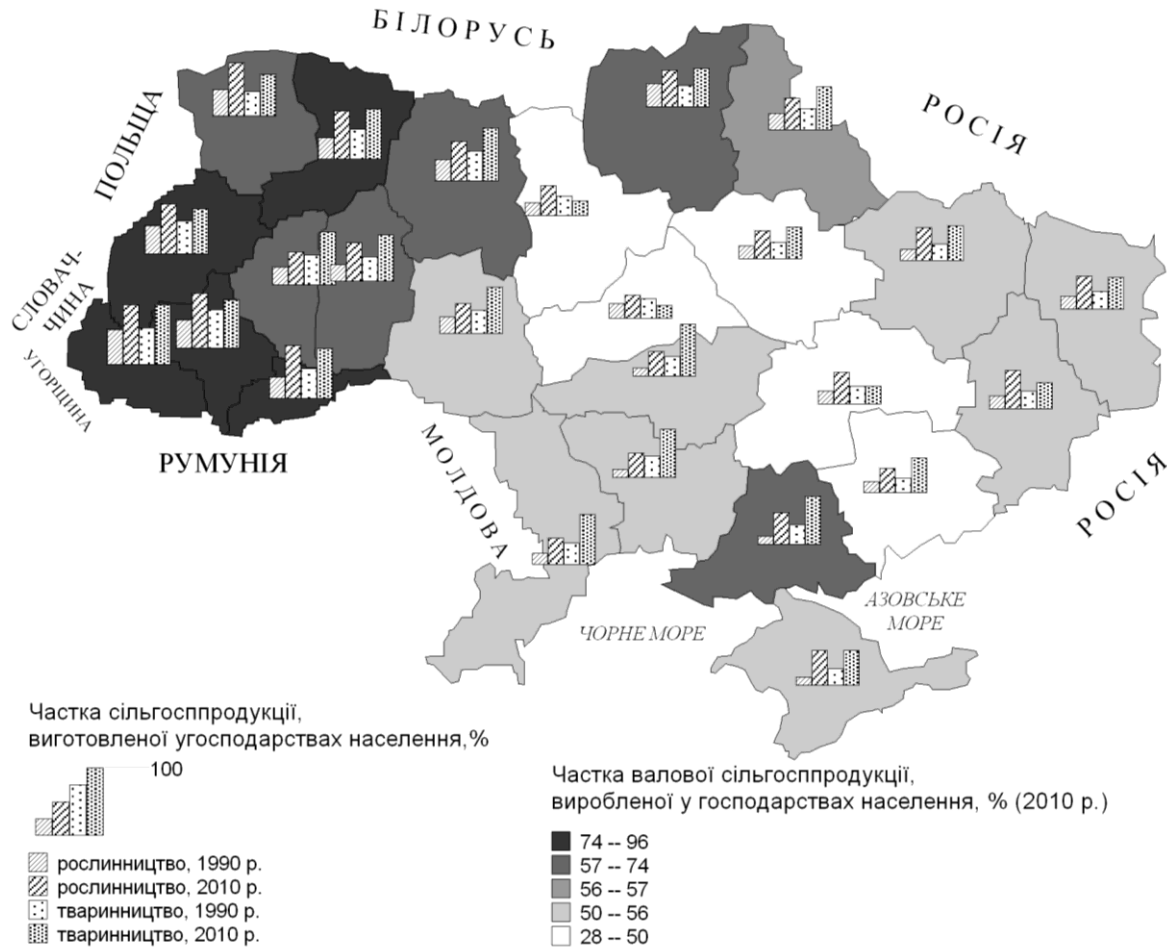 БІЛОРУСЬ
ПОЛЬЩА
РОСІЯ
СЛОВАЧ-
ЧИНА
УГОРЩИНА
РУМУНІЯ
МОЛДОВА
РОСІЯ
АЗОВСЬКЕ
МОРЕ
ЧОРНЕ МОРЕ
Частка сільгосппродукції,
виготовленої угосподарствах населення,%
100
рослинництво, 1990 р.
рослинництво, 2010 р.
тваринництво, 1990 р.
тваринництво, 2010 р.
Частка валової сільгосппродукції,
виробленої у господарствах населення, % (2010 р.)
74 -- 96
57 -- 74
56 -- 57
50 -- 56
28 -- 50